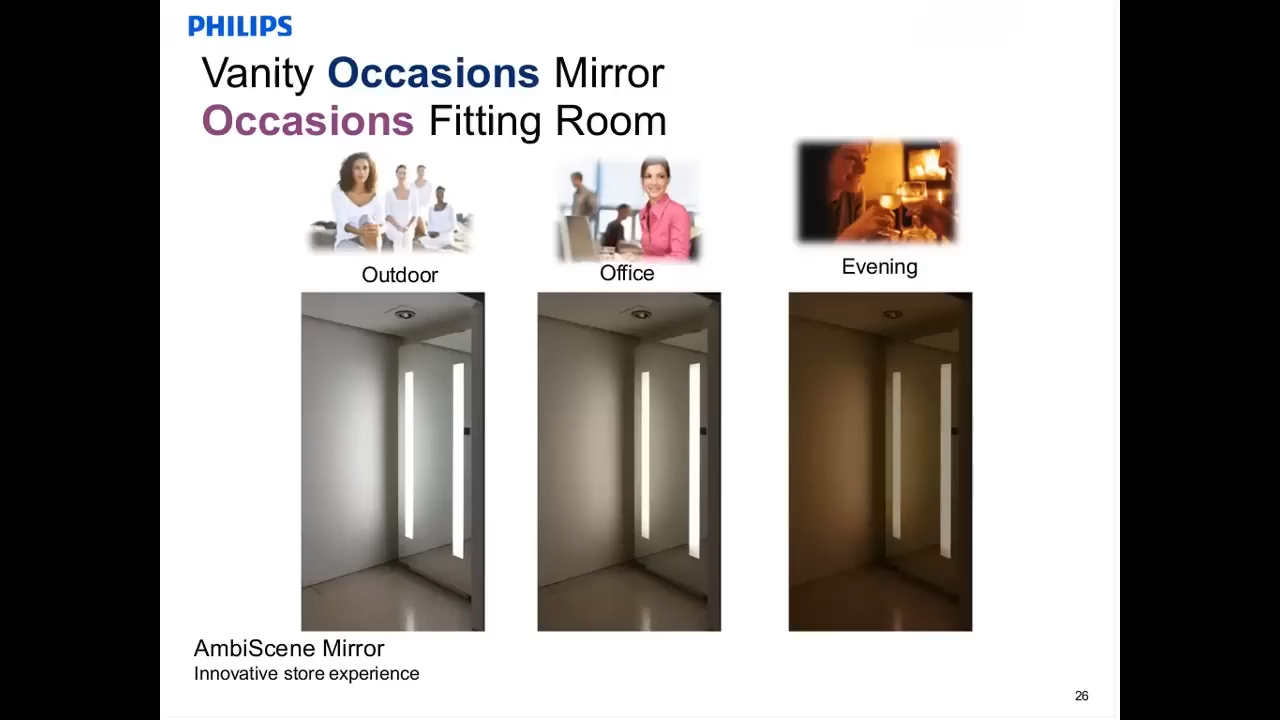 PHILIPS
Vanity Occasions Mirror
Occasions Fitting Room
Outdoor
Office
Evening
AmbiScene Mirror
Innovative store experience
26